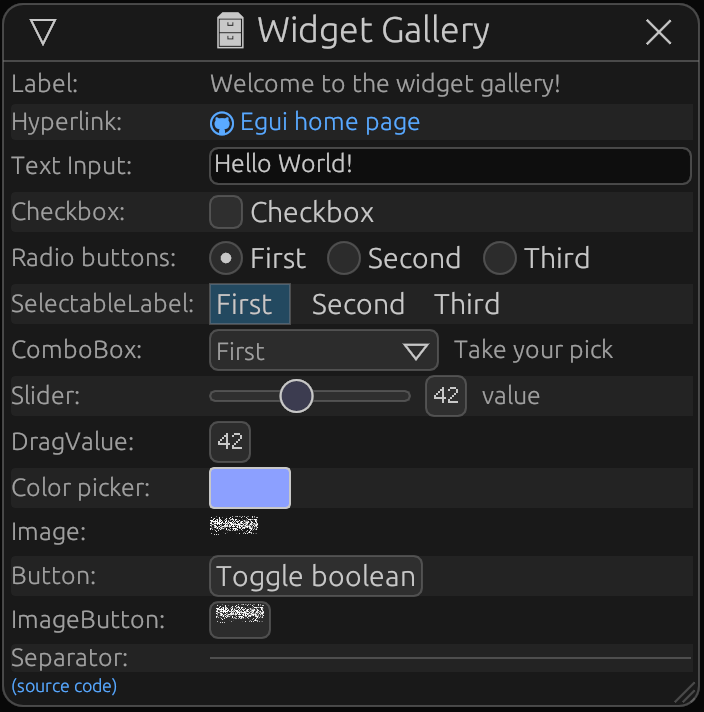 Widget Gallery
Label: Welcome to the widget gallery!
Hyperlink: Egui home page
Text Input: Hello World!
Checkbox: Checkbox
Radio buttons: First Second Third
SelectableLabel: First Second Third
ComboBox: First Take your pick
Slider: 42 value
DragValue: 42
Color picker:
Image:
Button: Toggle boolean
ImageButton:
Separator:
(source code)